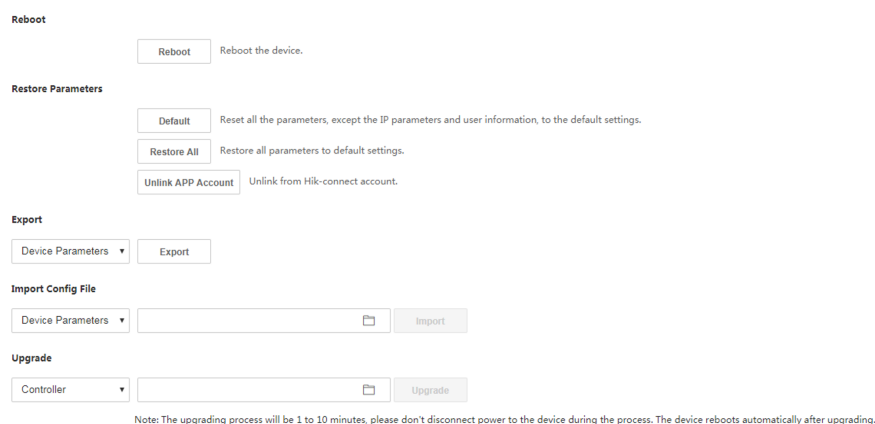 Reboot
Reboot Reboot the device.
Restore Parameters
Default Reset all the parameters, except the IP parameters and user information, to the default settings.
Restore All Restore all parameters to default settings.
Unlink APP Account Unlink from Hik-connect account.
Export
Device Parameters Export
Import Config File
Device Parameters Import
Upgrade
Controller Upgrade
Note: The upgrading process will be 1 to 10 minutes, please don't disconnect power to the device during the process. The device reboots automatically after upgrading.